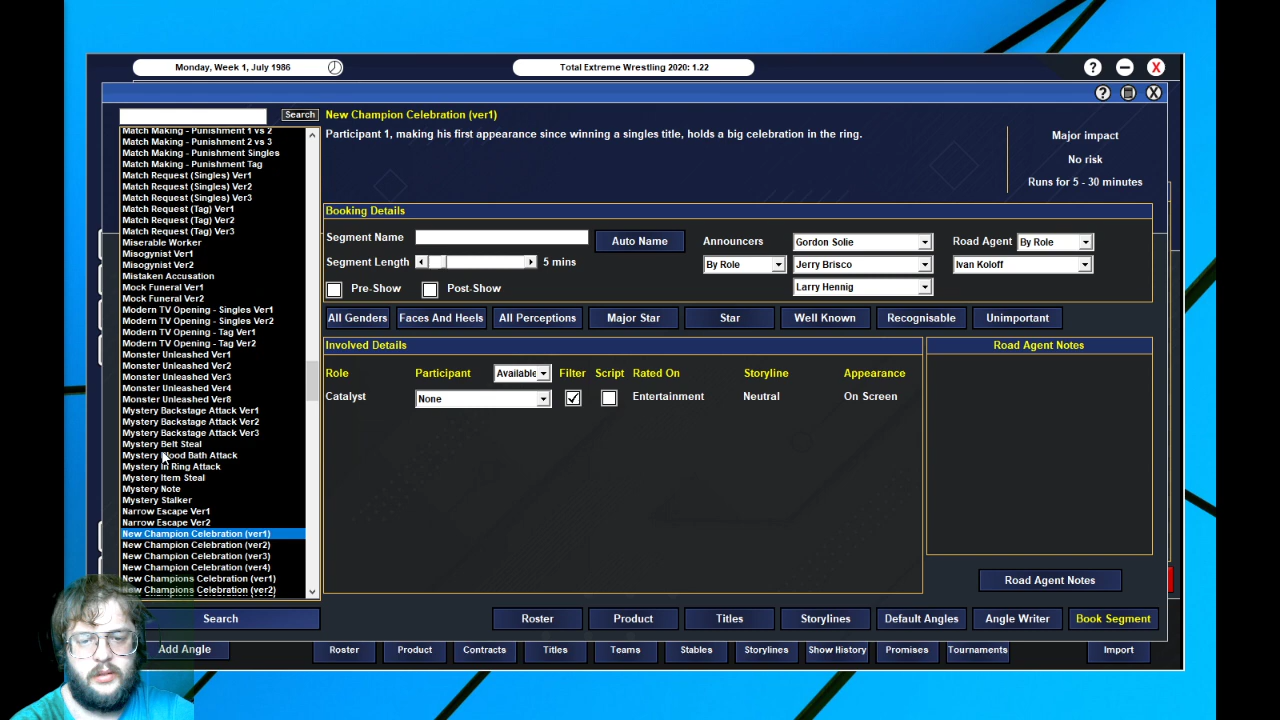 Monday, Week 1, July 1986
Total Extreme Wrestling 2020: 1.22
?
X
?
X
Search
New Champion Celebration (ver1)
Participant 1, making his first appearance since winning a singles title, holds a big celebration in the ring.
Major impact
No risk
Runs for 5 - 30 minutes
Match Making - Punishment 1 vs 2
Match Making - Punishment 2 vs 3
Match Making - Punishment Singles
Match Making - Punishment Tag
Match Request (Singles) Ver1
Match Request (Singles) Ver2
Match Request (Singles) Ver3
Match Request (Tag) Ver1
Match Request (Tag) Ver2
Match Request (Tag) Ver3
Miserable Worker
Misogynist Ver1
Misogynist Ver2
Mistaken Accusation
Mock Funeral Ver1
Mock Funeral Ver2
Modern TV Opening - Singles Ver1
Modern TV Opening - Singles Ver2
Modern TV Opening - Tag Ver1
Modern TV Opening - Tag Ver2
Monster Unleashed Ver1
Monster Unleashed Ver2
Monster Unleashed Ver3
Monster Unleashed Ver4
Monster Unleashed Ver8
Mystery Backstage Attack Ver1
Mystery Backstage Attack Ver2
Mystery Backstage Attack Ver3
Mystery Belt Steal
Mystery Blood Bath Attack
Mystery In Ring Attack
Mystery Item Steal
Mystery Note
Mystery Stalker
Narrow Escape Ver1
Narrow Escape Ver2
New Champion Celebration (ver1)
New Champion Celebration (ver2)
New Champion Celebration (ver3)
New Champion Celebration (ver4)
New Champions Celebration (ver1)
New Champions Celebration (ver2)
Booking Details
Segment Name
Auto Name
Announcers
Gordon Solie
Road Agent
By Role
Segment Length
5 mins
By Role
Jerry Brisco
Ivan Koloff
Pre-Show
Post-Show
Larry Hennig
All Genders
Faces And Heels
All Perceptions
Major Star
Star
Well Known
Recognisable
Unimportant
Involved Details
Road Agent Notes
Role
Participant
Available
Filter
Script
Rated On
Storyline
Appearance
Catalyst
None
Entertainment
Neutral
On Screen
Road Agent Notes
Search
Roster
Product
Titles
Storylines
Default Angles
Angle Writer
Book Segment
Add Angle
Roster
Product
Contracts
Titles
Teams
Stables
Storylines
Show History
Promises
Tournaments
Import